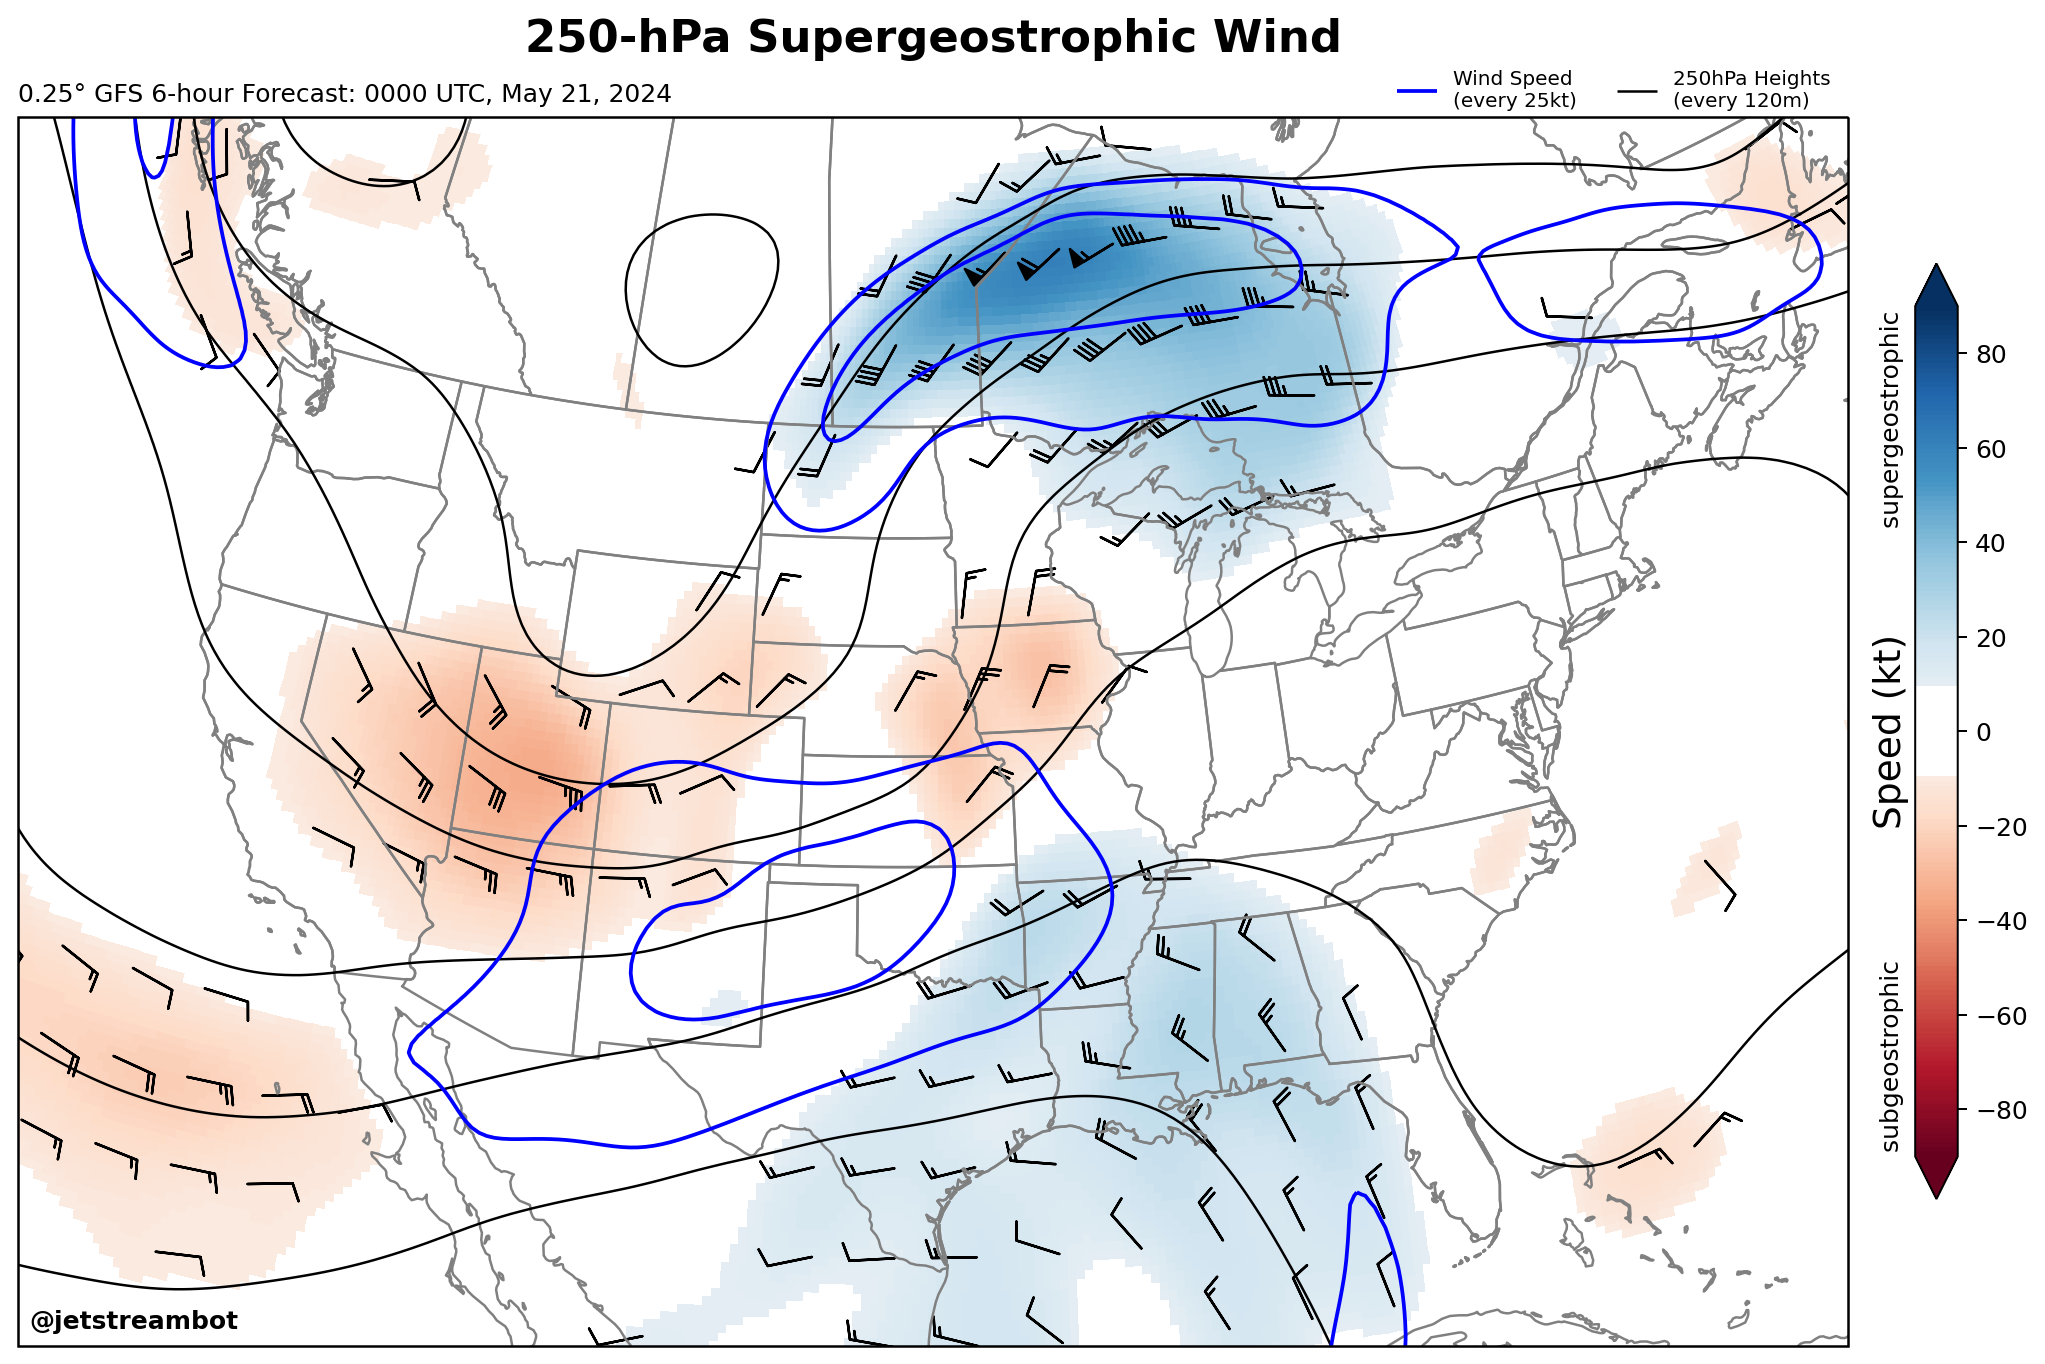 250-hPa Supergeostrophic Wind
0.25° GFS 6-hour Forecast: 0000 UTC, May 21, 2024
Wind Speed
(every 25kt)
250hPa Heights
(every 120m)
supergeostrophic
subgeostrophic
Speed (kt)
80
60
40
20
0
−20
−40
−60
−80
@jetstreambot